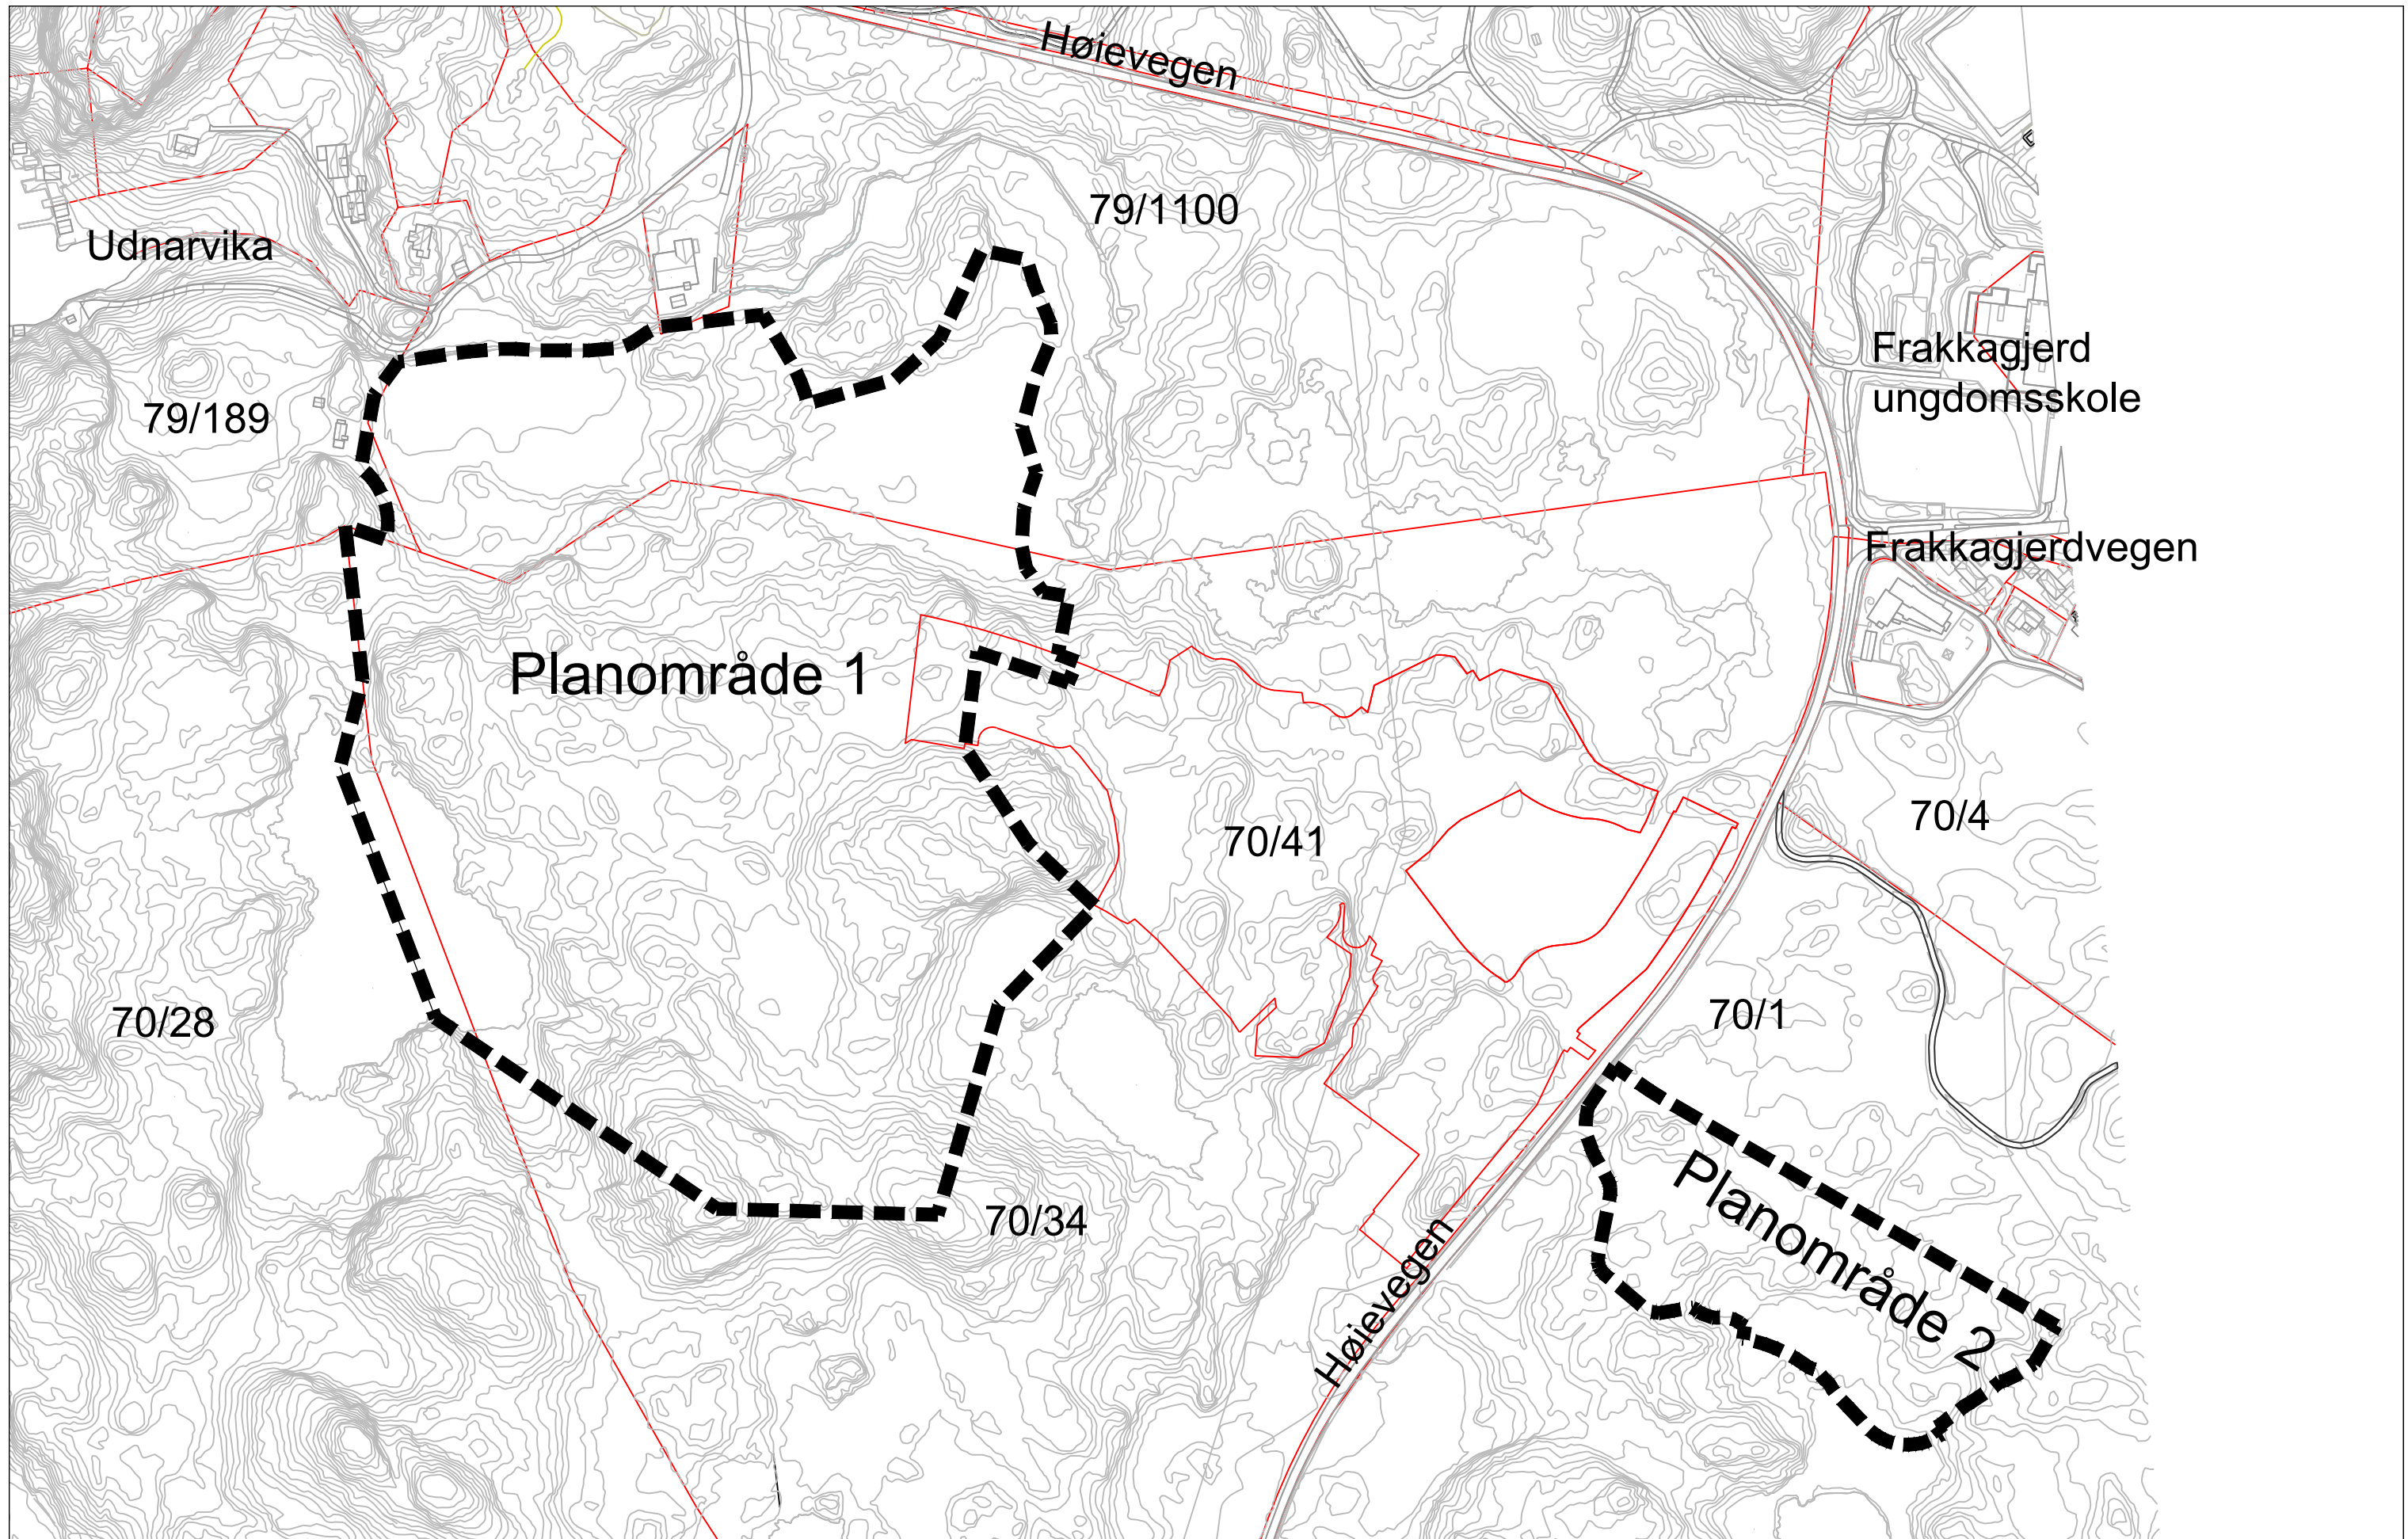 Høievegen
79/1100
Udnarvika
Frakkagjerd
ungdomsskole
79/189
Frakkagjerdvegen
Planområde 1
70/4
70/41
70/28
70/1
Planområde 2
70/34
Høievegen